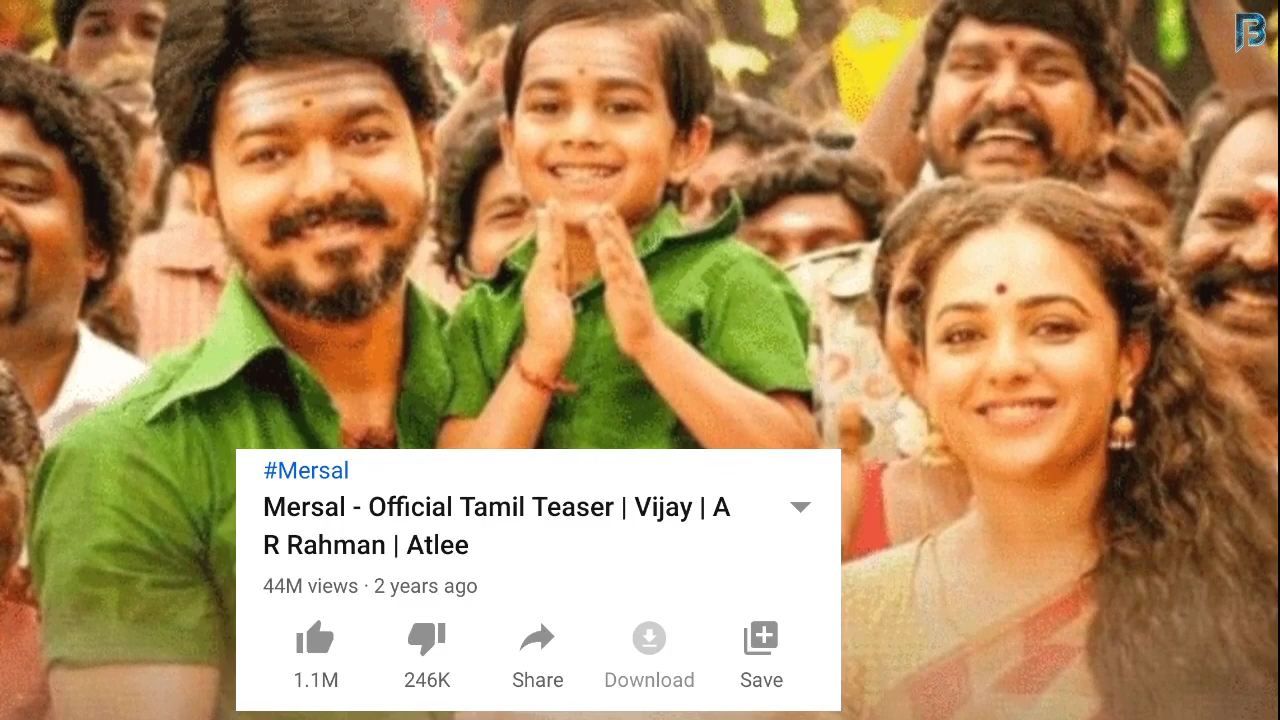 #Mersal
Mersal - Official Tamil Teaser | Vijay | A
R Rahman | Atlee
44M views · 2 years ago
1.1M 246K Share Download Save